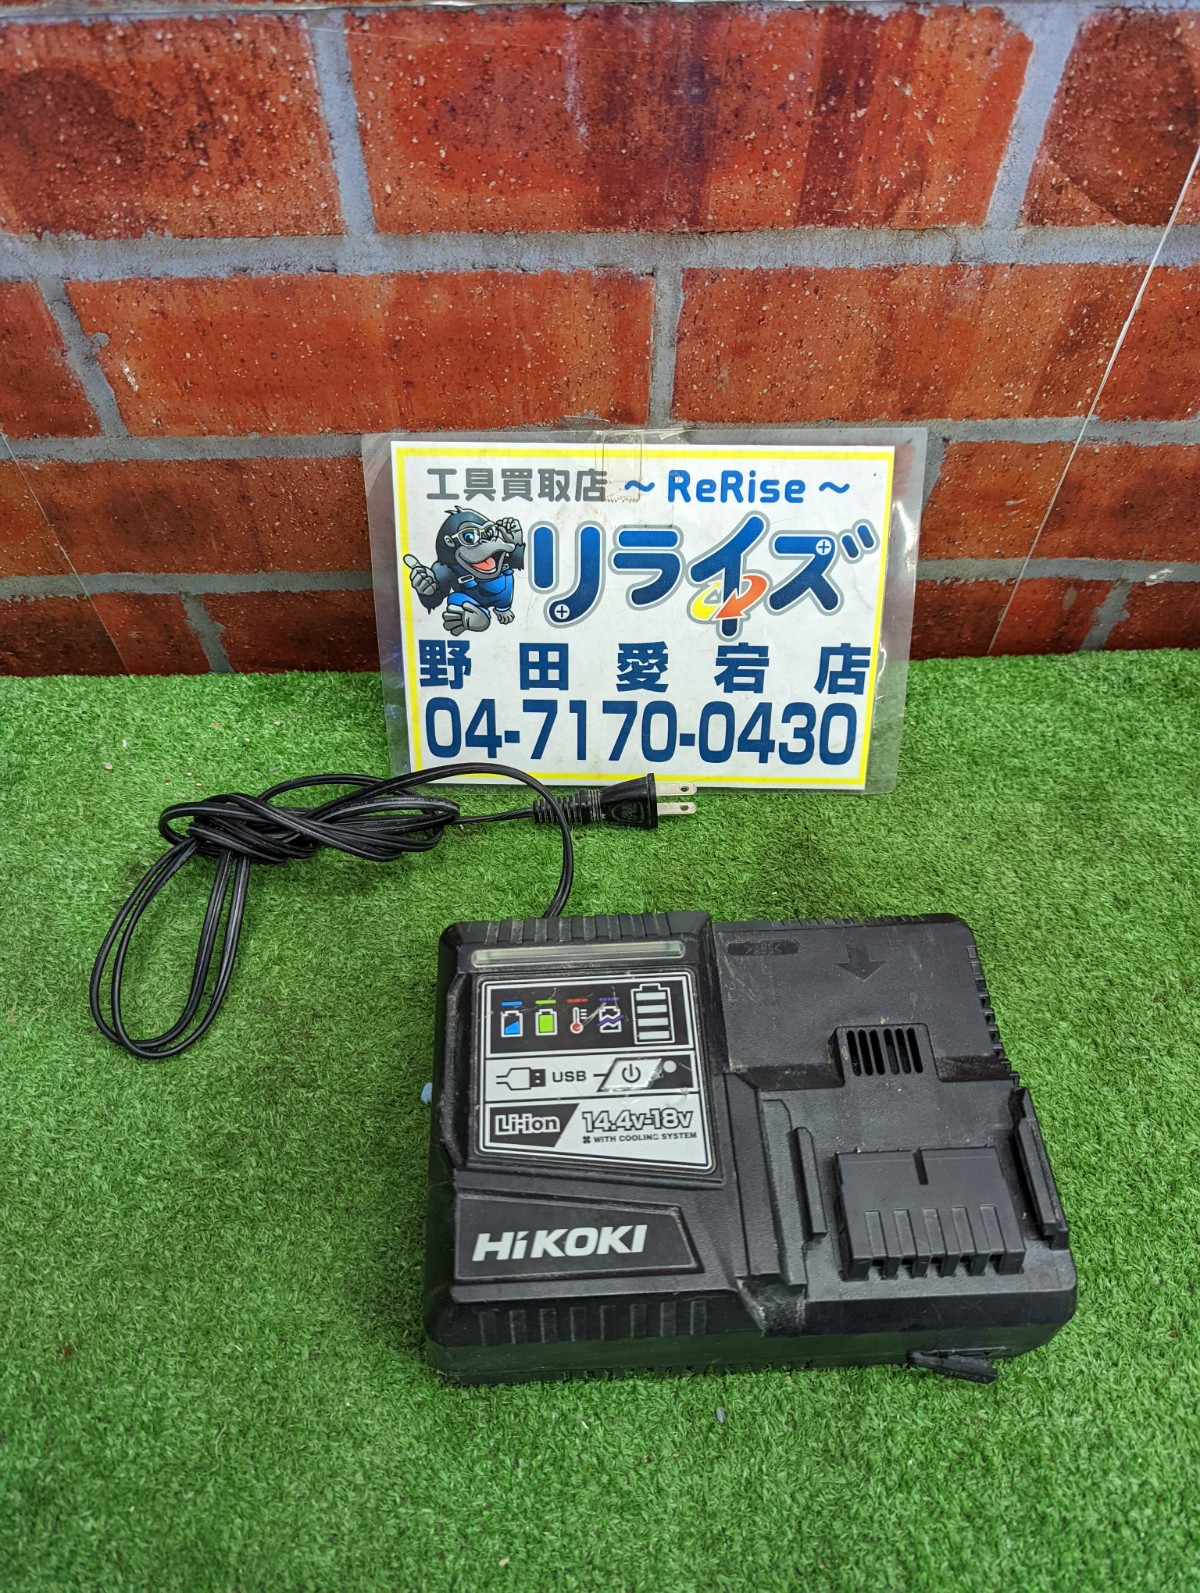 工具買取店 ～ ReRise ～
リライズ
野田愛宕店
04-7170-0430
USB
Li-ion 14.4v-18v
WITH COOLING SYSTEM
HiKOKI